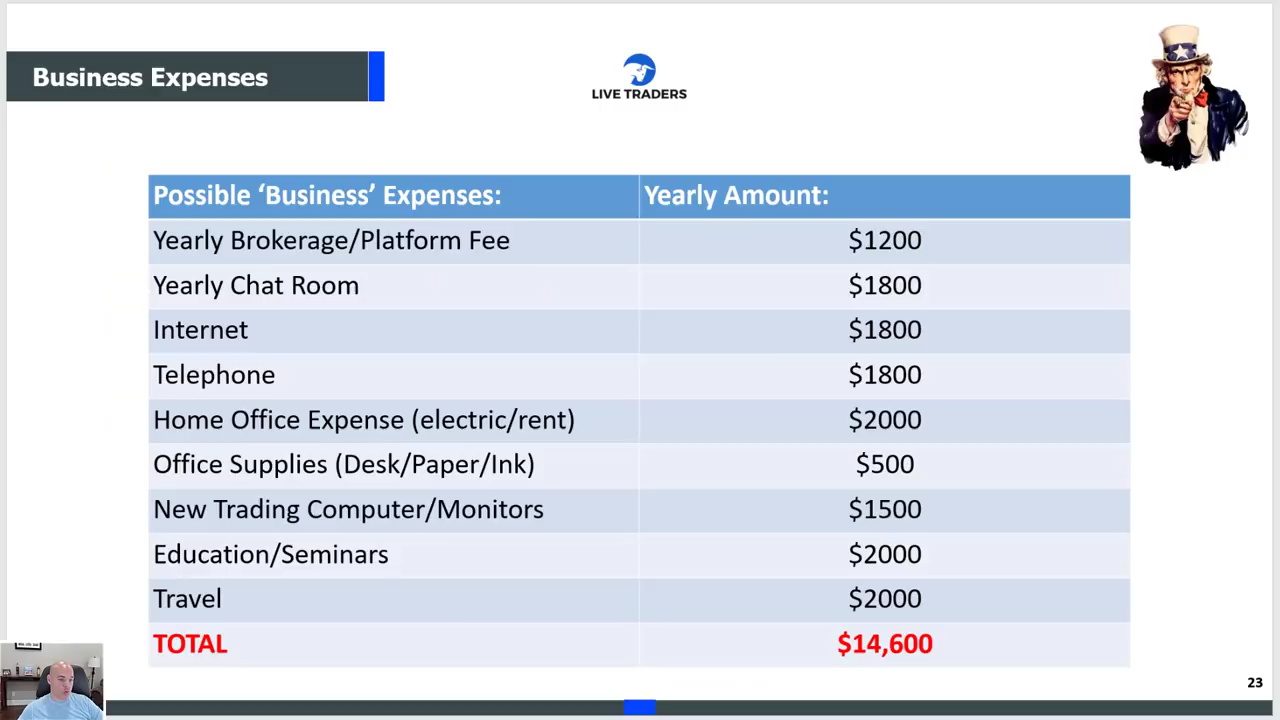 Business Expenses
LIVE TRADERS
Possible ‘Business’ Expenses: Yearly Amount:
Yearly Brokerage/Platform Fee $1200
Yearly Chat Room $1800
Internet $1800
Telephone $1800
Home Office Expense (electric/rent) $2000
Office Supplies (Desk/Paper/Ink) $500
New Trading Computer/Monitors $1500
Education/Seminars $2000
Travel $2000
TOTAL $14,600
23